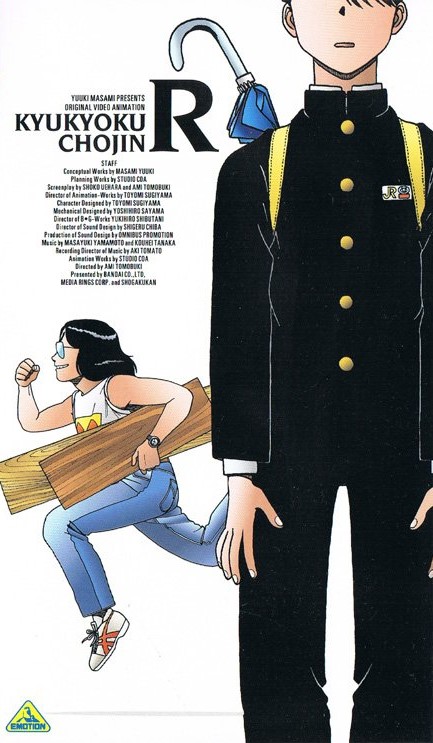 YUUKI MASAMI PRESENTS
ORIGINAL VIDEO ANIMATION
KYUKYOKU
CHOJIN
R
STAFF
Conceptual Works by MASAMI YUUKI
Planning Works by STUDIO COA
Screenplay by SHOKO UEHARA and AMI TOMOBUKI
Director of Animation-Works by TOYOMI SUGIYAMA
Character Designed by TOYOMI SUGIYAMA
Mechanical Designed by YOSHIHIRO SAYAMA
Director of B•G-Works YUKIHIRO SHIBUTANI
Director of Sound Design by SHIGERU CHIBA
Production of Sound Design by OMNIBUS PROMOTION
Music by MASAYUKI YAMAMOTO and KOUHEI TANAKA
Recording Director of Music by AKI TOMATO
Animation Works by STUDIO COA
Directed by AMI TOMOBUKI
Presented by BANDAI CO.,LTD,
MEDIA RINGS CORP. and SHOGAKUKAN
R
EMOTION